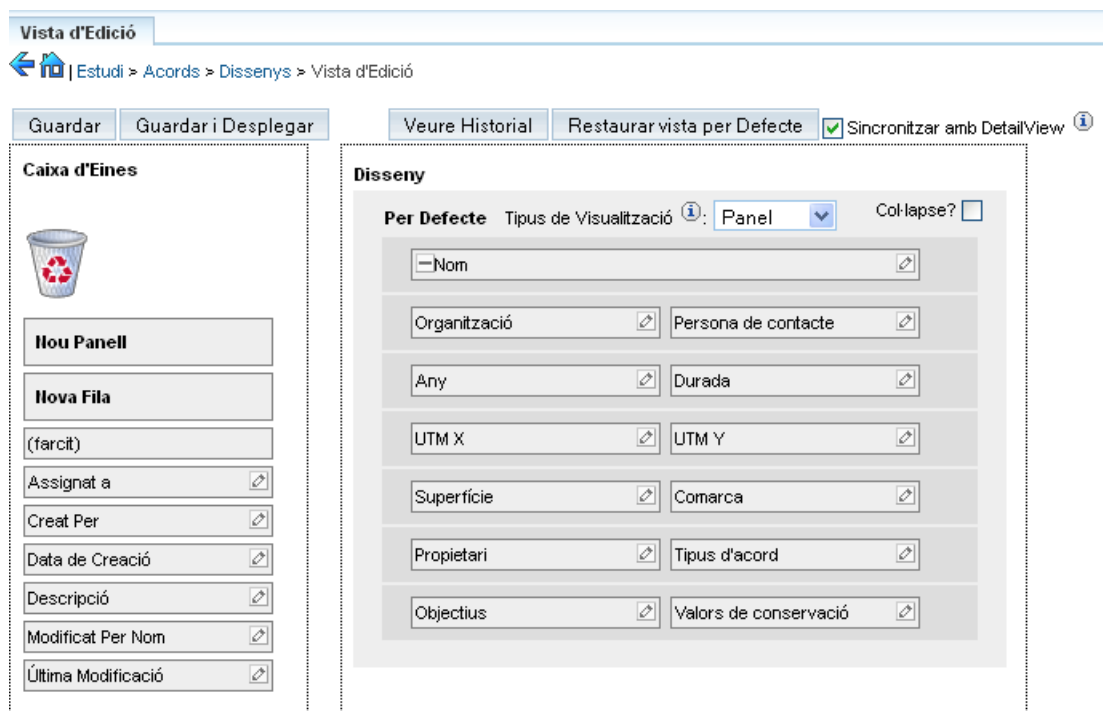 Vista d'Edició
| Estudi > Acords > Dissenys > Vista d'Edició
Guardar Guardar i Desplegar Veure Historial Restaurar vista per Defecte Sincronitzar amb DetailView
Caixa d'Eines
Nou Panell
Nova Fila
(farcit)
Assignat a
Creat Per
Data de Creació
Descripció
Modificat Per Nom
Última Modificació
Disseny
Per Defecte Tipus de Visualització : Panel Col·lapse?
Nom
Organització Persona de contacte
Any Durada
UTM X UTM Y
Superfície Comarca
Propietari Tipus d'acord
Objectius Valors de conservació